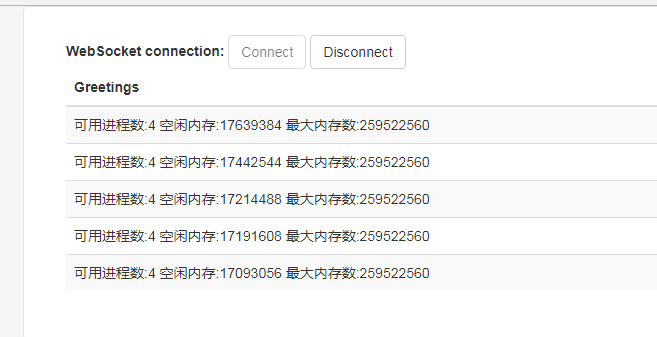 WebSocket connection: Connect Disconnect
Greetings
可用进程数:4 空闲内存:17639384 最大内存数:259522560
可用进程数:4 空闲内存:17442544 最大内存数:259522560
可用进程数:4 空闲内存:17214488 最大内存数:259522560
可用进程数:4 空闲内存:17191608 最大内存数:259522560
可用进程数:4 空闲内存:17093056 最大内存数:259522560